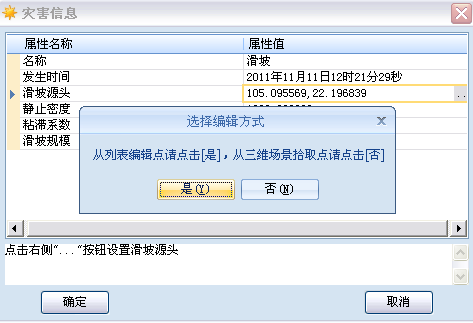 灾害信息
属性名称 属性值
名称 滑坡
发生时间 2011年11月11日12时21分29秒
滑坡源头 105.095569,22.196839 ..
静止密度
粘滞系数
滑坡规模
选择编辑方式
从列表编辑点请点击[是]，从三维场景拾取点请点击[否]
是(Y) 否(N)
点击右侧"..."按钮设置滑坡源头
确定 取消